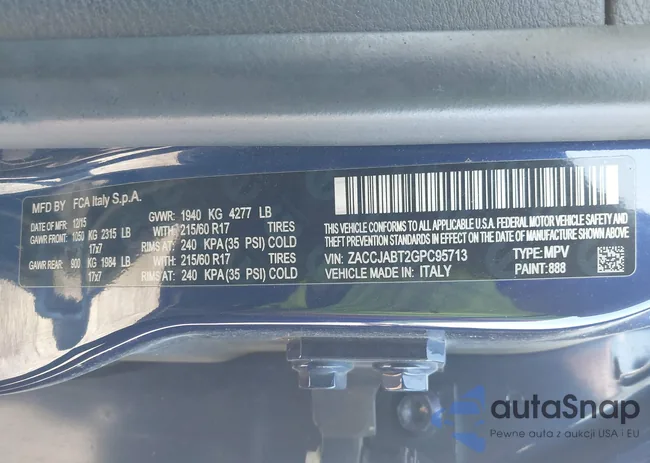 MFD BY FCA Italy S.p.A.
DATE OF MFR: 12/15 GVWR: 1940 KG 4277 LB
GAWR FRONT: 1050 KG 2315 LB WITH 215/60 R17 TIRES
17x7 RIMS AT: 240 KPA (35 PSI) COLD
GAWR REAR: 900 KG 1984 LB WITH 215/60 R17 TIRES
17x7 RIMS AT: 240 KPA (35 PSI) COLD
THIS VEHICLE CONFORMS TO ALL APPLICABLE U.S. FEDERAL MOTOR VEHICLE
SAFETY STANDARDS IN EFFECT ON THE DATE OF MANUFACTURE SHOWN ABOVE
VIN: ZACCJABT2GPC95713 TYPE: MPV
VEHICLE MADE IN: ITALY PAINT: 888
autaSnap
Pewne auta z aukcji USA i EU